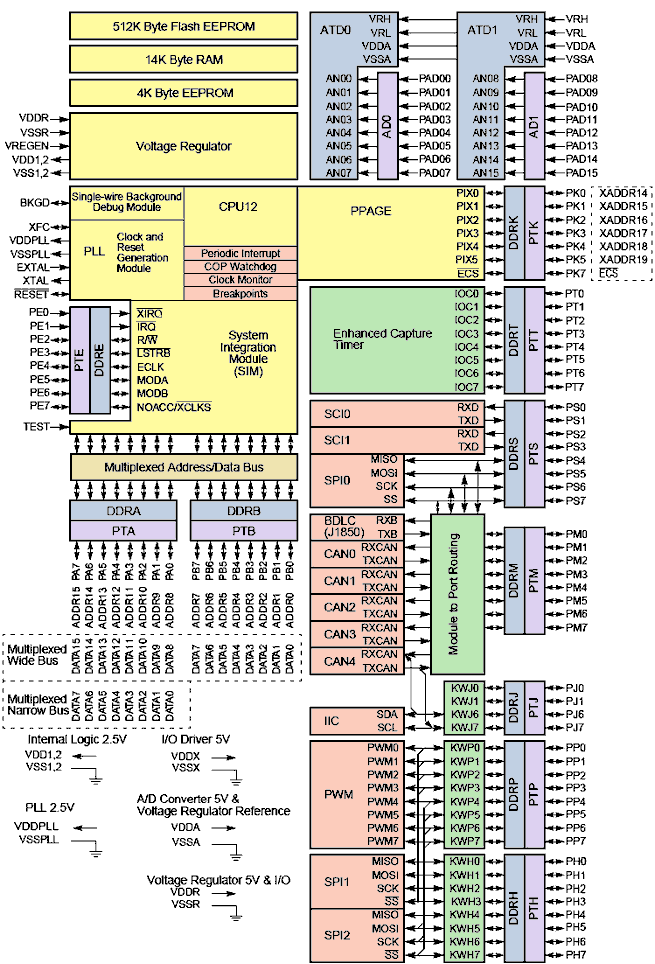 512K Byte Flash EEPROM
14K Byte RAM
4K Byte EEPROM
VDDR
VSSR
VREGEN
VDD1,2
VSS1,2
Voltage Regulator
ATD0
VRH
VRL
VDDA
VSSA
AN00
AN01
AN02
AN03
AN04
AN05
AN06
AN07
AD0
PAD00
PAD01
PAD02
PAD03
PAD04
PAD05
PAD06
PAD07
ATD1
VRH
VRL
VDDA
VSSA
VRH
VRL
VDDA
VSSA
AN08
AN09
AN10
AN11
AN12
AN13
AN14
AN15
AD1
PAD08
PAD09
PAD10
PAD11
PAD12
PAD13
PAD14
PAD15
BKGD
XFC
VDDPLL
VSSPLL
EXTAL
XTAL
RESET
Single-wire Background
Debug Module
CPU12
PLL
Clock and
Reset
Generation
Module
Periodic Interrupt
COP Watchdog
Clock Monitor
Breakpoints
PPAGE
PIX0
PIX1
PIX2
PIX3
PIX4
PIX5
ECS
DDRK
PTK
PK0
PK1
PK2
PK3
PK4
PK5
PK7
XADDR14
XADDR15
XADDR16
XADDR17
XADDR18
XADDR19
ECS
PE0
PE1
PE2
PE3
PE4
PE5
PE6
PE7
TEST
PTE
DDRE
XIRQ
IRQ
R/W
LSTRB
ECLK
MODA
MODB
NOACC/XCLKS
System
Integration
Module
(SIM)
Enhanced Capture
Timer
IOC0
IOC1
IOC2
IOC3
IOC4
IOC5
IOC6
IOC7
DDRT
PTT
PT0
PT1
PT2
PT3
PT4
PT5
PT6
PT7
SCI0
RXD
TXD
SCI1
RXD
TXD
SPI0
MISO
MOSI
SCK
SS
DDRS
PTS
PS0
PS1
PS2
PS3
PS4
PS5
PS6
PS7
Multiplexed Address/Data Bus
DDRA
PTA
DDRB
PTB
PA7
PA6
PA5
PA4
PA3
PA2
PA1
PA0
PB7
PB6
PB5
PB4
PB3
PB2
PB1
PB0
ADDR15
ADDR14
ADDR13
ADDR12
ADDR11
ADDR10
ADDR9
ADDR8
ADDR7
ADDR6
ADDR5
ADDR4
ADDR3
ADDR2
ADDR1
ADDR0
Multiplexed
Wide Bus
DATA15
DATA14
DATA13
DATA12
DATA11
DATA10
DATA9
DATA8
DATA7
DATA6
DATA5
DATA4
DATA3
DATA2
DATA1
DATA0
Multiplexed
Narrow Bus
DATA7
DATA6
DATA5
DATA4
DATA3
DATA2
DATA1
DATA0
BDLC
(J1850)
RXB
TXB
CAN0
RXCAN
TXCAN
CAN1
RXCAN
TXCAN
CAN2
RXCAN
TXCAN
CAN3
RXCAN
TXCAN
CAN4
RXCAN
TXCAN
Module to Port Routing
DDRM
PTM
PM0
PM1
PM2
PM3
PM4
PM5
PM6
PM7
IIC
SDA
SCL
KWJ0
KWJ1
KWJ6
KWJ7
DDRJ
PTJ
PJ0
PJ1
PJ6
PJ7
PWM
PWM0
PWM1
PWM2
PWM3
PWM4
PWM5
PWM6
PWM7
KWP0
KWP1
KWP2
KWP3
KWP4
KWP5
KWP6
KWP7
DDRP
PTP
PP0
PP1
PP2
PP3
PP4
PP5
PP6
PP7
SPI1
MISO
MOSI
SCK
SS
SPI2
MISO
MOSI
SCK
SS
KWH0
KWH1
KWH2
KWH3
KWH4
KWH5
KWH6
KWH7
DDRH
PTH
PH0
PH1
PH2
PH3
PH4
PH5
PH6
PH7
Internal Logic 2.5V
VDD1,2
VSS1,2
I/O Driver 5V
VDDX
VSSX
PLL 2.5V
VDDPLL
VSSPLL
A/D Converter 5V &
Voltage Regulator Reference
VDDA
VSSA
Voltage Regulator 5V & I/O
VDDR
VSSR